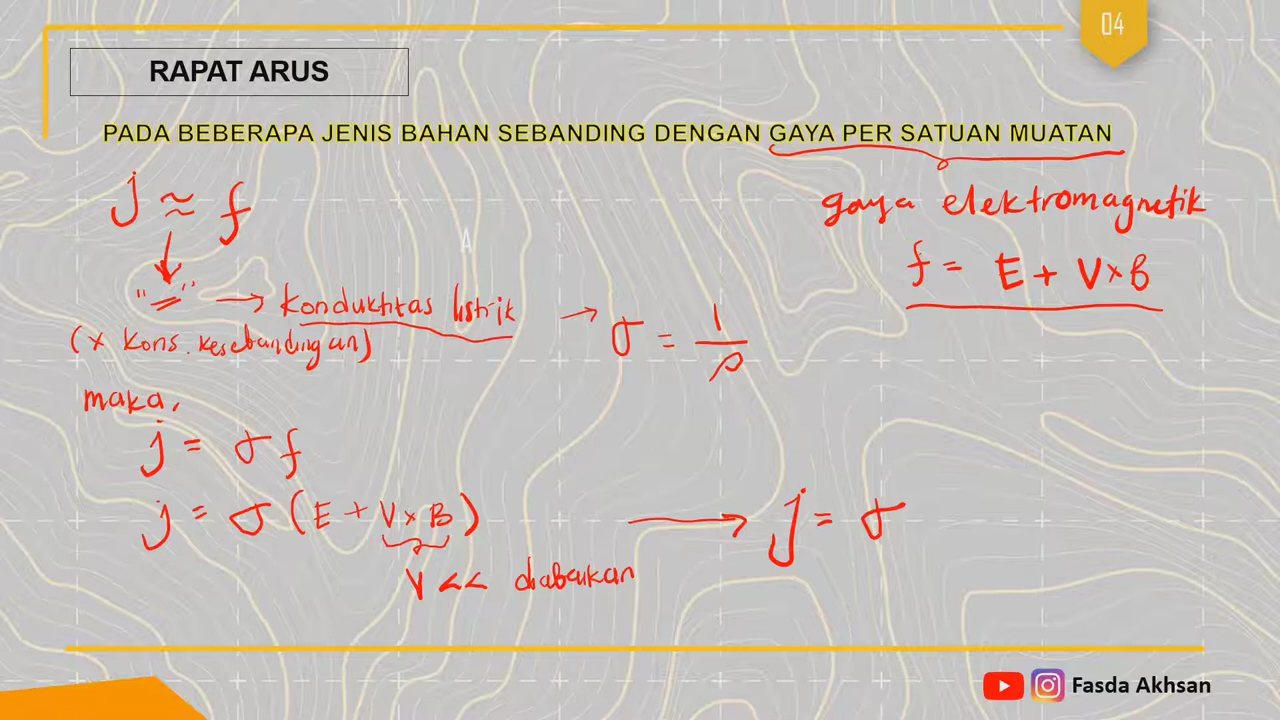 04
RAPAT ARUS
PADA BEBERAPA JENIS BAHAN SEBANDING DENGAN GAYA PER SATUAN MUATAN
j ≈ f
gaya elektromagnetik
f = E + V × B
"=" → Konduktitas listrik → σ = 1/ρ
(× Kons. Kesebandingan)
maka,
j = σ f
j = σ (E + V × B) → j = σ
V << diabaikan
A
Fasda Akhsan